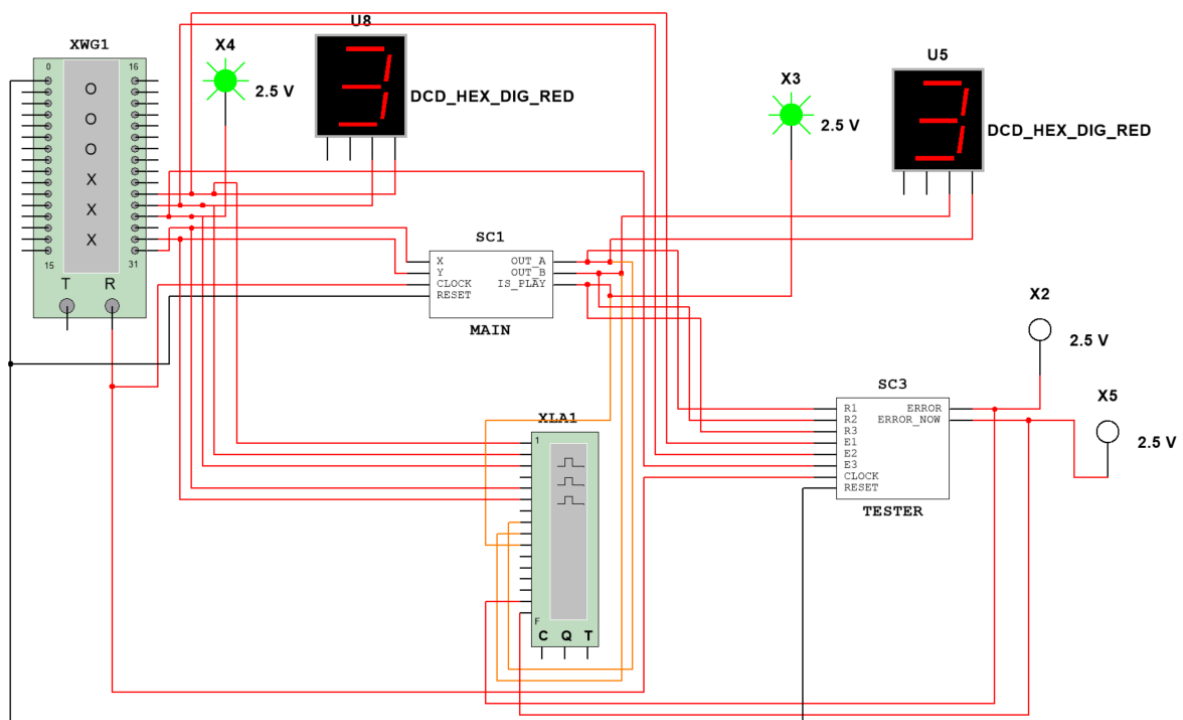 U8
XWG1
X4
2.5 V
DCD_HEX_DIG_RED
X3
2.5 V
U5
DCD_HEX_DIG_RED
0
16
O
O
O
X
X
X
15
31
T
R
SC1
X
Y
CLOCK
RESET
OUT_A
OUT_B
IS_PLAY
MAIN
X2
2.5 V
SC3
R1
R2
R3
E1
E2
E3
CLOCK
RESET
ERROR
ERROR_NOW
TESTER
X5
2.5 V
XLA1
1
F
C Q T